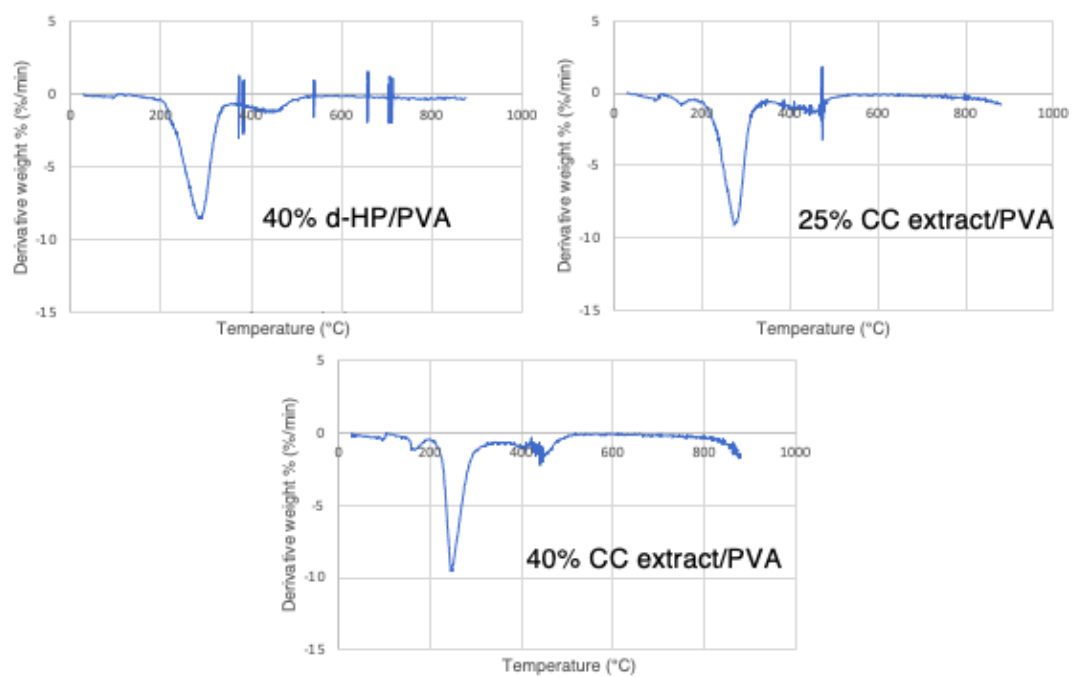 5
0
0 200 400 600 800 1000
-5
-10
-15
Derivative weight % (%/min)
Temperature (°C)
40% d-HP/PVA
5
0
0 200 400 600 800 1000
-5
-10
-15
Derivative weight % (%/min)
Temperature (°C)
25% CC extract/PVA
5
0
0 200 400 600 800 1000
-5
-10
-15
Derivative weight % (%/min)
Temperature (°C)
40% CC extract/PVA